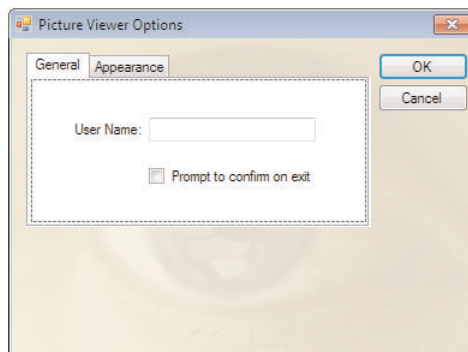 Picture Viewer Options
General Appearance
OK
Cancel
User Name:
Prompt to confirm on exit